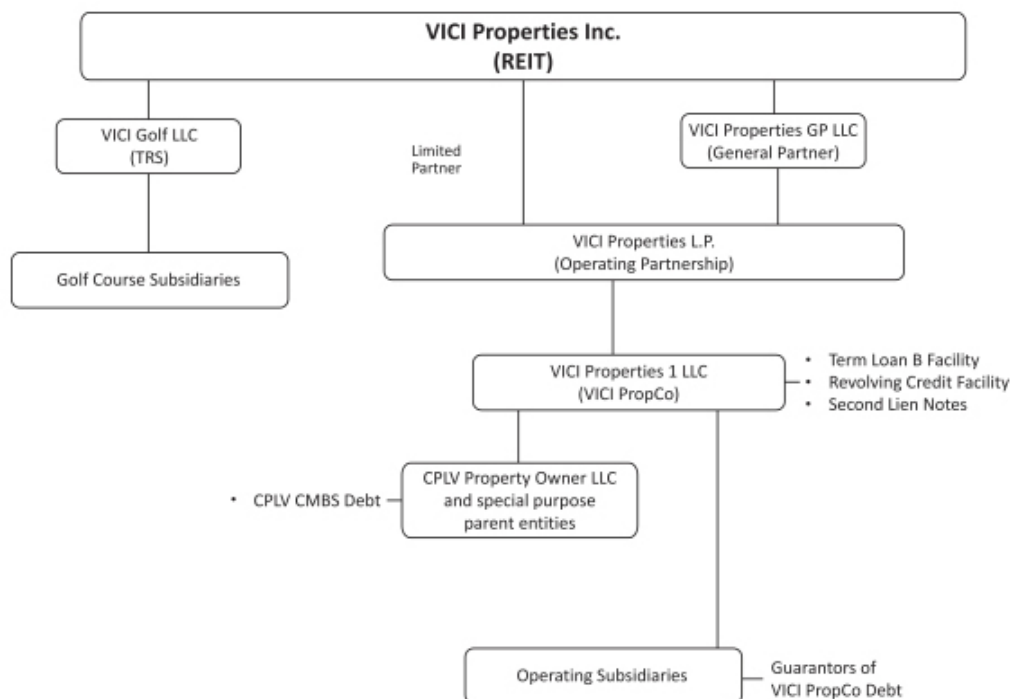 VICI Properties Inc.
(REIT)
VICI Golf LLC
(TRS)
Limited
Partner
VICI Properties GP LLC
(General Partner)
VICI Properties L.P.
(Operating Partnership)
Golf Course Subsidiaries
VICI Properties 1 LLC
(VICI PropCo)
• Term Loan B Facility
• Revolving Credit Facility
• Second Lien Notes
• CPLV CMBS Debt
CPLV Property Owner LLC
and special purpose
parent entities
Operating Subsidiaries
Guarantors of
VICI PropCo Debt